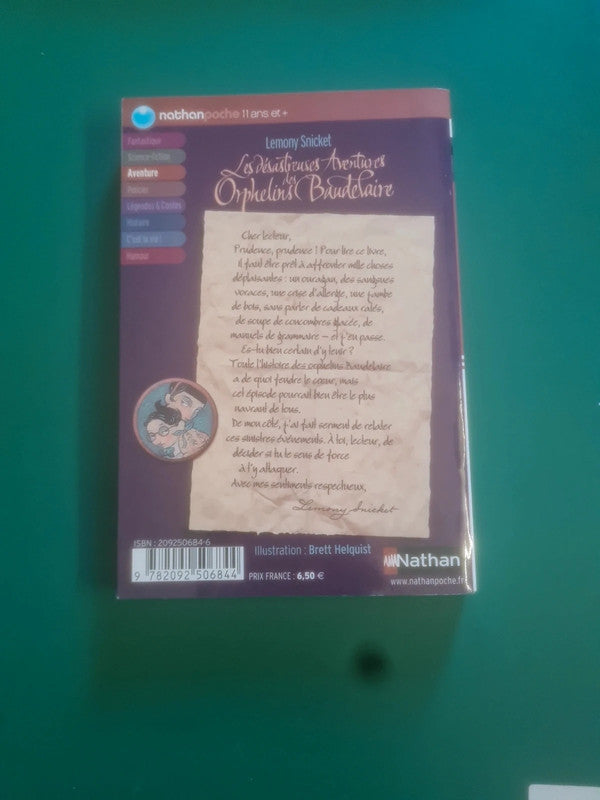 nathanpoche 11 ans et +
Fantastique
Science-Fiction
Aventure
Policier
Légendes & Contes
Histoire
C'est la vie !
Humour
Lemony Snicket
Les désastreuses Aventures
des
Orphelins Baudelaire
Cher lecteur,
Prudence, prudence ! Pour lire ce livre,
il faut être prêt à affronter mille choses
déplaisantes : un ouragan, des sangsues
voraces, une crise d'allergie, une jambe
de bois, sans parler de cadeaux ratés,
de soupe de concombres glacée, de
manuels de grammaire – et j'en passe.
Es-tu bien certain d'y tenir ?
Toute l'histoire des orphelins Baudelaire
a de quoi fendre le cœur, mais
cet épisode pourrait bien être le plus
navrant de tous.
De mon côté, j'ai fait serment de relater
ces sinistres événements. À toi, lecteur, de
décider si tu te sens de force
à t'y attaquer.
Avec mes sentiments respectueux,
Lemony Snicket
ISBN : 209250684-6
9 782092 506844
Illustration : Brett Helquist
PRIX FRANCE : 6,50 €
Nathan
www.nathanpoche.fr